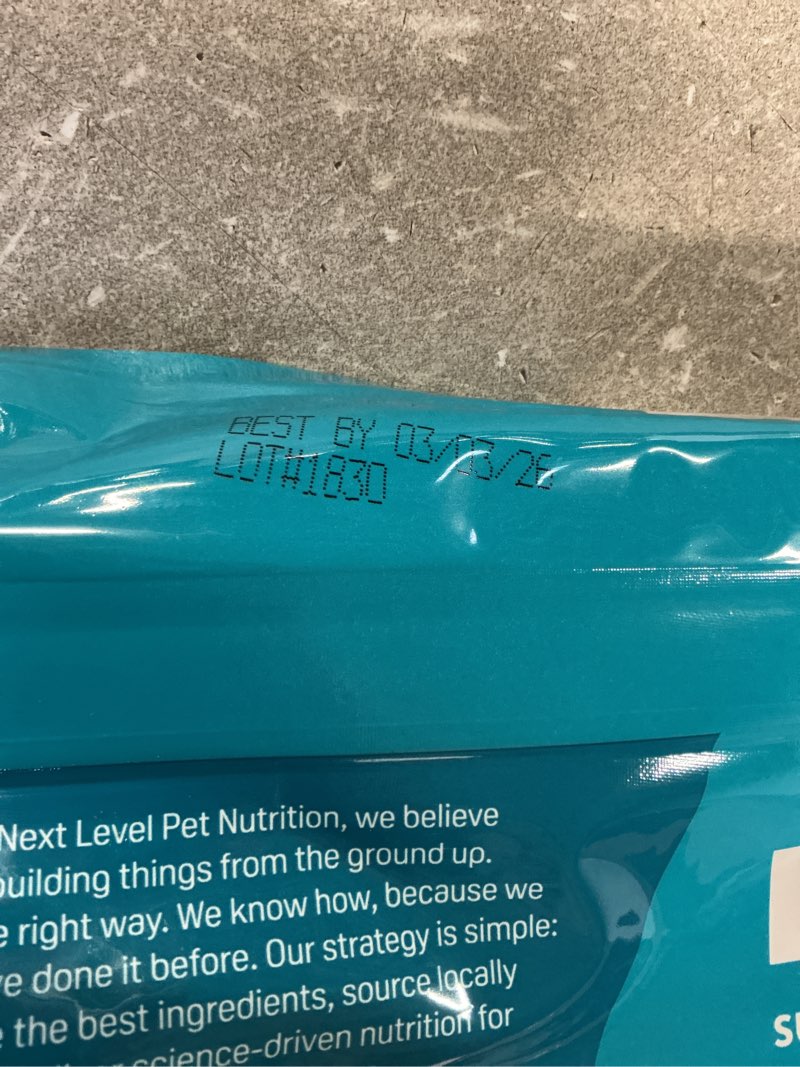 BEST BY 03/03/26
LOT#1830
Next Level Pet Nutrition, we believe
building things from the ground up.
e right way. We know how, because we
e done it before. Our strategy is simple:
the best ingredients, source locally
science-driven nutrition for